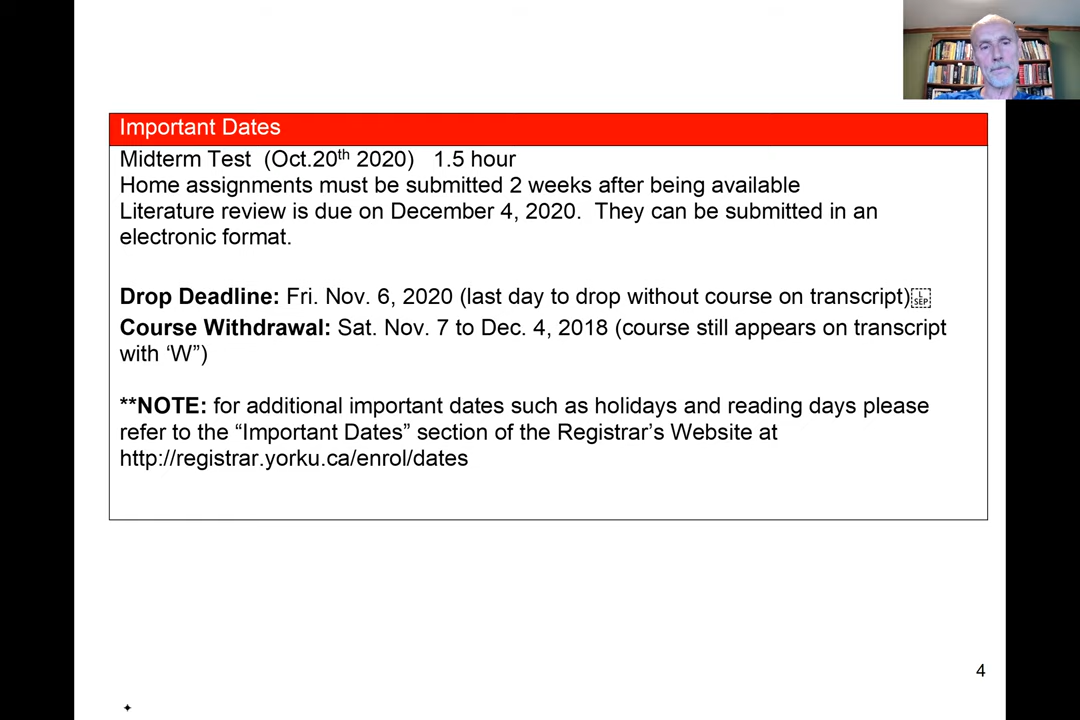 Important Dates
Midterm Test (Oct.20th 2020) 1.5 hour
Home assignments must be submitted 2 weeks after being available
Literature review is due on December 4, 2020. They can be submitted in an
electronic format.
Drop Deadline: Fri. Nov. 6, 2020 (last day to drop without course on transcript)
Course Withdrawal: Sat. Nov. 7 to Dec. 4, 2018 (course still appears on transcript
with ‘W”)
**NOTE: for additional important dates such as holidays and reading days please
refer to the “Important Dates” section of the Registrar’s Website at
http://registrar.yorku.ca/enrol/dates
4